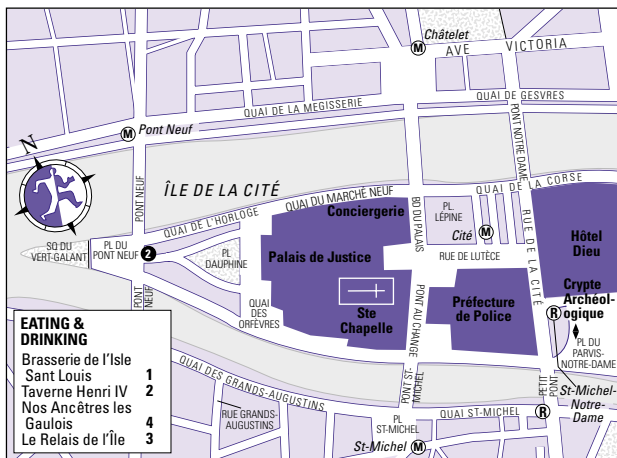 Châtelet
M
AVE VICTORIA
QUAI DE GESVRES
QUAI DE LA MEGISSERIE
M Pont Neuf
N
PONT NOTRE DAME
PONT NEUF
ÎLE DE LA CITÉ
QUAI DE LA CORSE
QUAI DU MARCHÉ NEUF
QUAI DE L'HORLOGE
Conciergerie
BD DU PALAIS
PL
LÉPINE
Cité
M
RUE DE LA CITÉ
Hôtel
Dieu
SQ DU
VERT-GALANT
PL DU
PONT NEUF
2
PL
DAUPHINE
Palais de Justice
RUE DE LUTÈCE
Crypte
Archéol-
ogique
R
PONT
NEUF
QUAI
DES
ORFÈVRES
Ste
Chapelle
PONT AU CHANGE
Préfecture
de Police
PL DU
PARVIS-
NOTRE-DAME
EATING &
DRINKING
Brasserie de l'Isle
Sant Louis 1
Taverne Henri IV 2
Nos Ancêtres les
Gaulois 4
Le Relais de l'Île 3
QUAI DES GRANDS-AUGUSTINS
RUE GRANDS-
AUGUSTINS
PONT ST-
MICHEL
PETIT
PONT
St-Michel-
Notre-
Dame
QUAI ST-MICHEL
R
PL
ST-MICHEL
St-Michel M